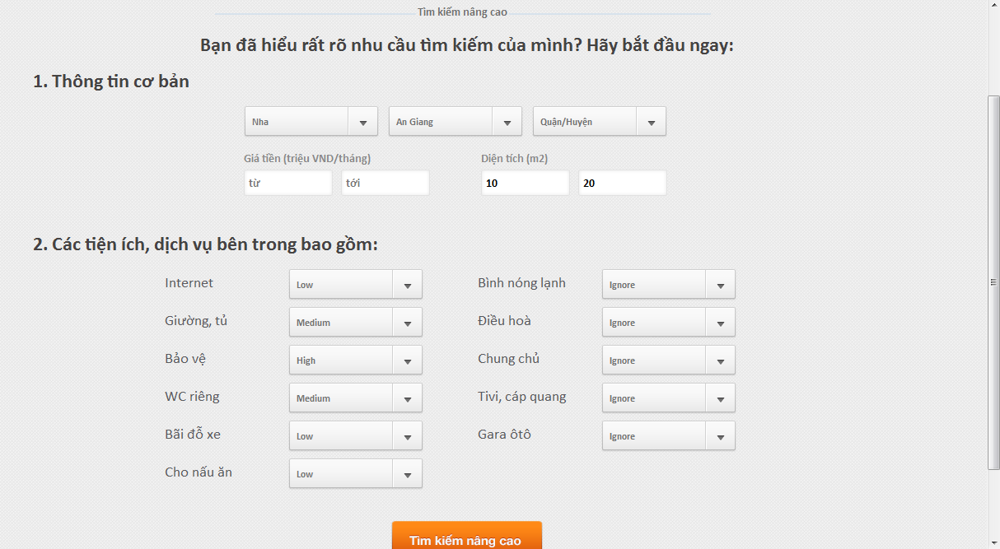 Tìm kiếm nâng cao
Bạn đã hiểu rất rõ nhu cầu tìm kiếm của mình? Hãy bắt đầu ngay:
1. Thông tin cơ bản
Nha An Giang Quận/Huyện
Giá tiền (triệu VND/tháng) Diện tích (m2)
từ tới 10 20
2. Các tiện ích, dịch vụ bên trong bao gồm:
Internet Low Bình nóng lạnh Ignore
Giường, tủ Medium Điều hoà Ignore
Bảo vệ High Chung chủ Ignore
WC riêng Medium Tivi, cáp quang Ignore
Bãi đỗ xe Low Gara ôtô Ignore
Cho nấu ăn Low
Tìm kiếm nâng cao